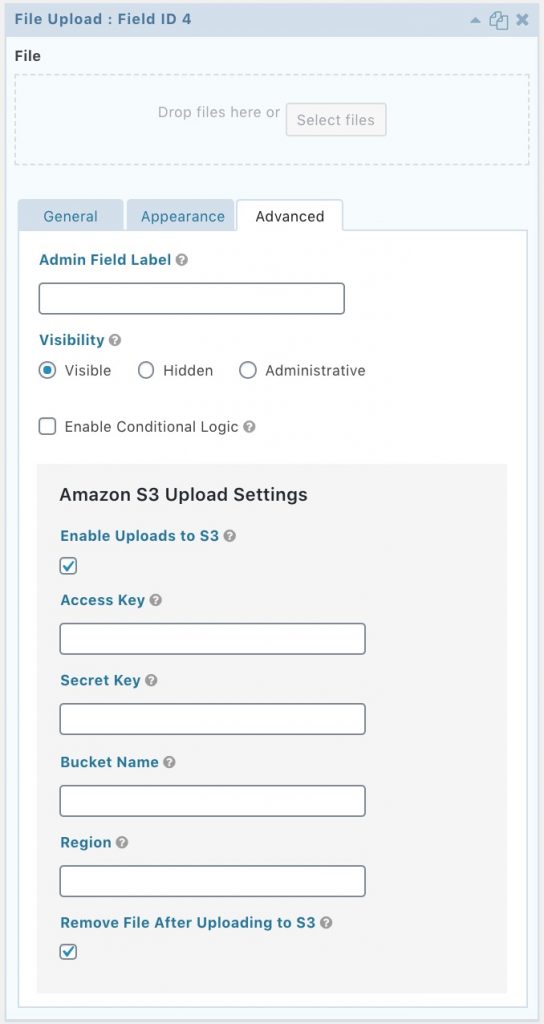 File Upload : Field ID 4
File
Drop files here or Select files
General Appearance Advanced
Admin Field Label ?
Visibility ?
Visible Hidden Administrative
Enable Conditional Logic ?
Amazon S3 Upload Settings
Enable Uploads to S3 ?
Access Key ?
Secret Key ?
Bucket Name ?
Region ?
Remove File After Uploading to S3 ?